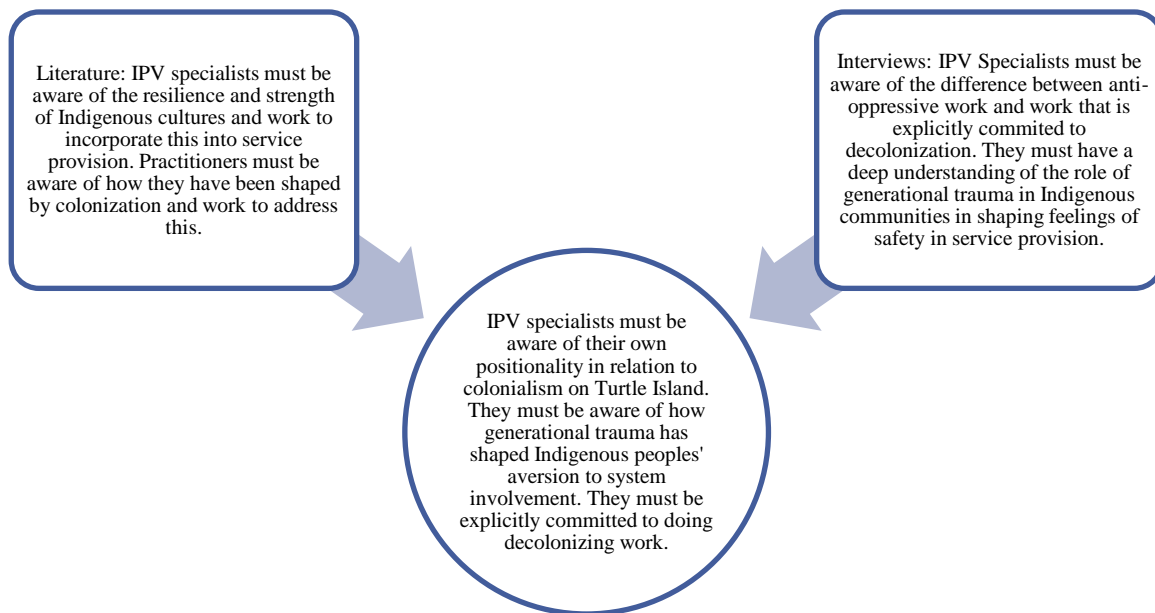 Literature: IPV specialists must be
aware of the resilience and strength
of Indigenous cultures and work to
incorporate this into service
provision. Practitioners must be
aware of how they have been shaped
by colonization and work to address
this.
Interviews: IPV Specialists must be
aware of the difference between anti-
oppressive work and work that is
explicitly commited to
decolonization. They must have a
deep understanding of the role of
generational trauma in Indigenous
communities in shaping feelings of
safety in service provision.
IPV specialists must be
aware of their own
positionality in relation to
colonialism on Turtle Island.
They must be aware of how
generational trauma has
shaped Indigenous peoples'
aversion to system
involvement. They must be
explicitly committed to doing
decolonizing work.